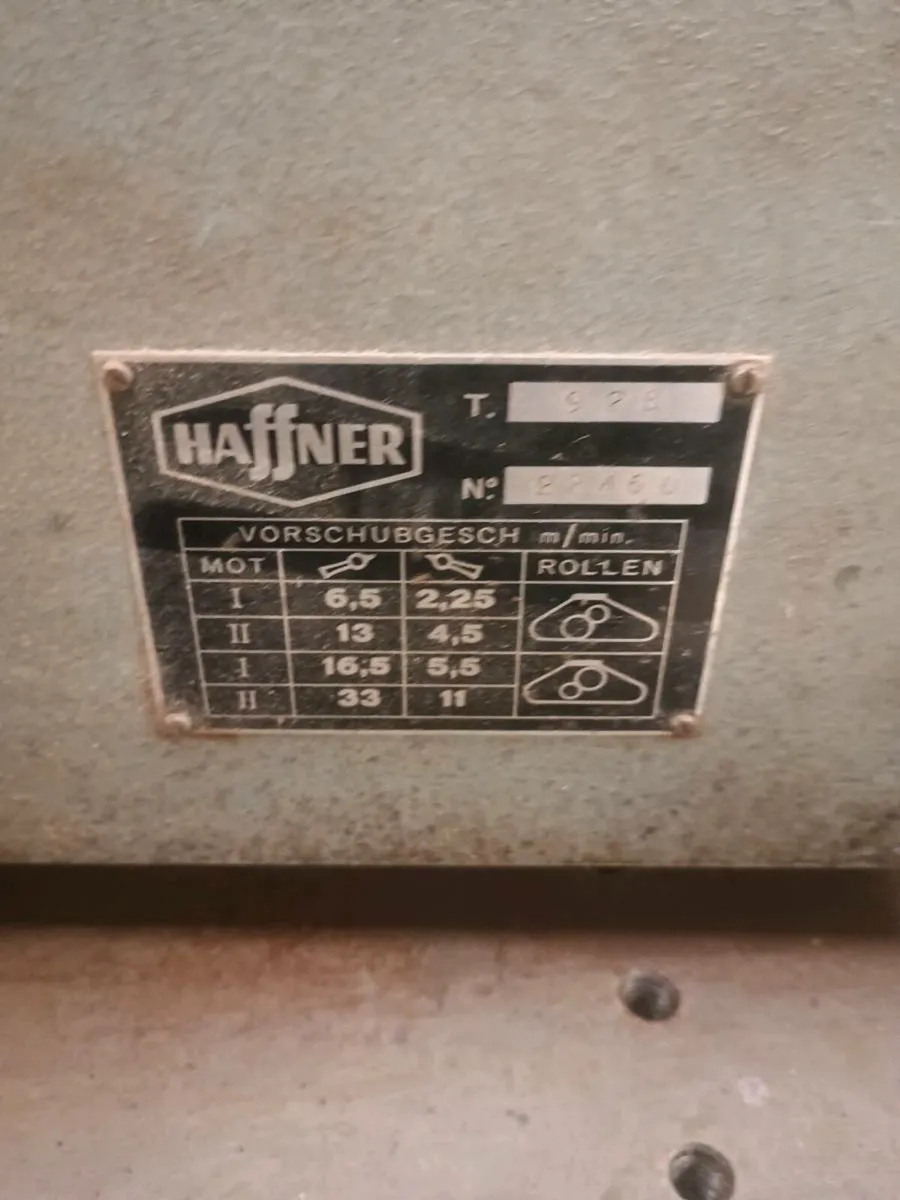 HAffNER
T. 928
Nº
VORSCHUBGESCH m/min.
MOT ROLLEN
I 6,5 2,25
II 13 4,5
I 16,5 5,5
II 33 11